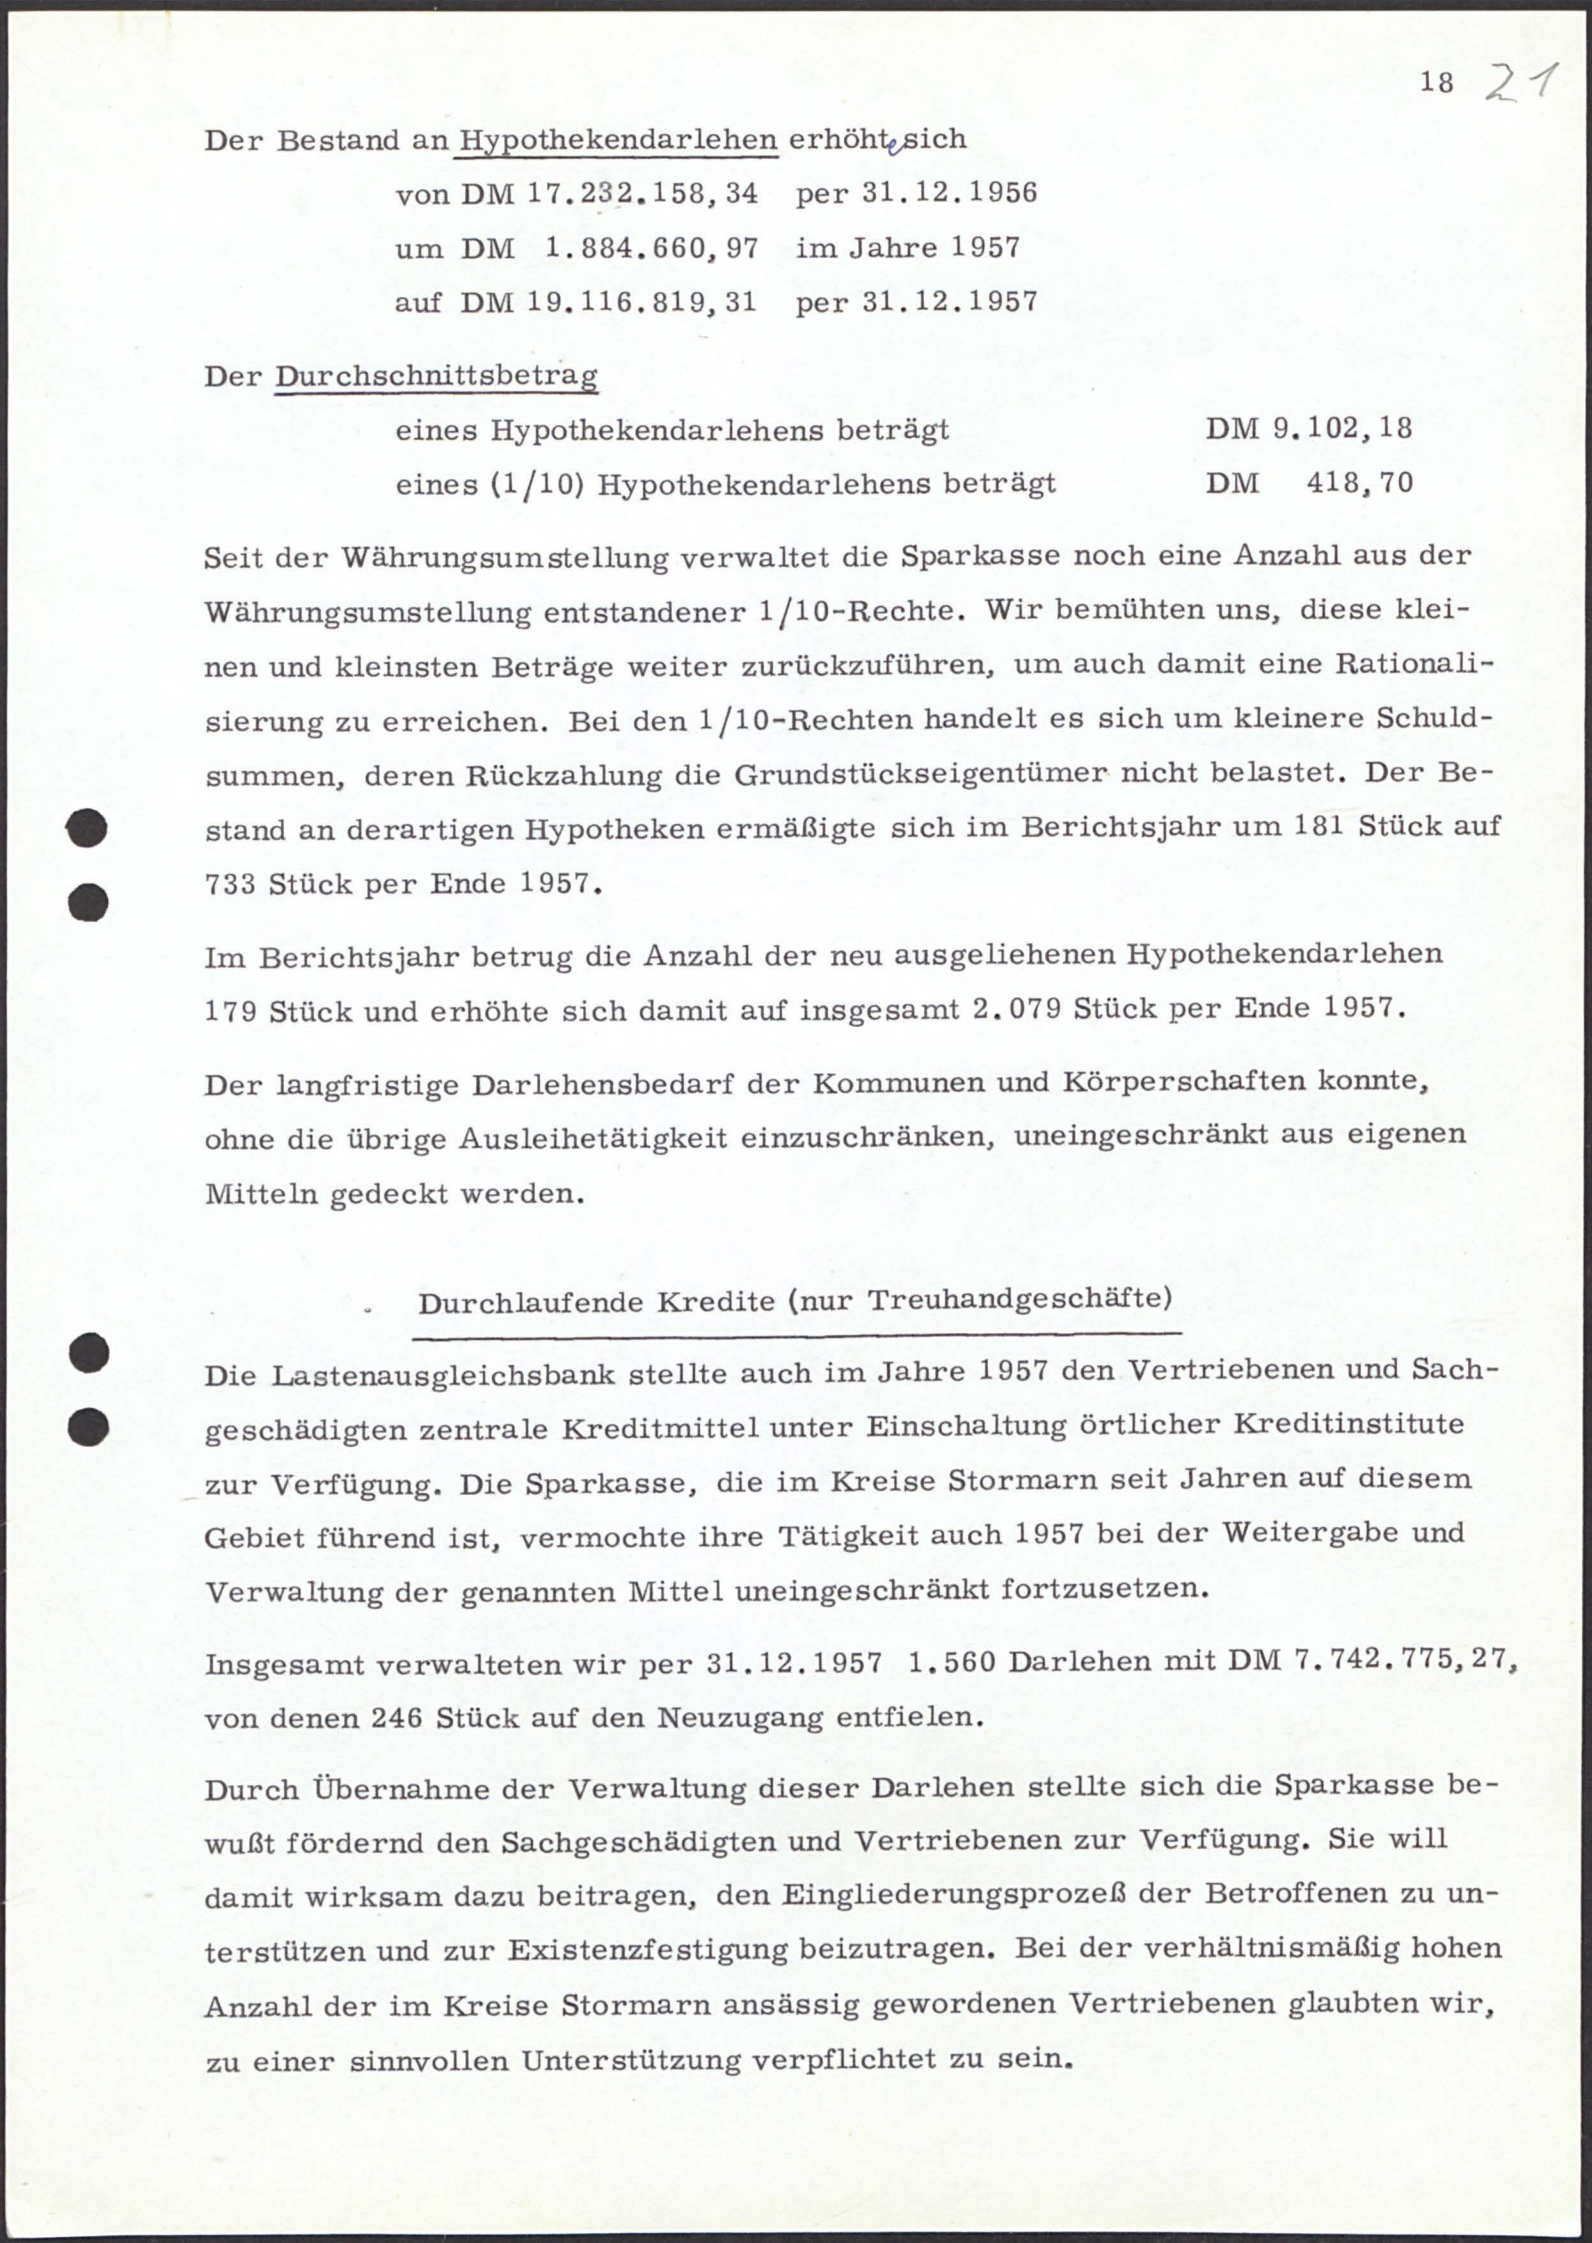 18 21
Der Bestand an Hypothekendarlehen erhöhte sich
von DM 17.232.158,34 per 31.12.1956
um DM 1.884.660,97 im Jahre 1957
auf DM 19.116.819,31 per 31.12.1957
Der Durchschnittsbetrag
eines Hypothekendarlehens beträgt DM 9.102,18
eines (1/10) Hypothekendarlehens beträgt DM 418,70
Seit der Währungsumstellung verwaltet die Sparkasse noch eine Anzahl aus der
Währungsumstellung entstandener 1/10-Rechte. Wir bemühten uns, diese klei-
nen und kleinsten Beträge weiter zurückzuführen, um auch damit eine Rationali-
sierung zu erreichen. Bei den 1/10-Rechten handelt es sich um kleinere Schuld-
summen, deren Rückzahlung die Grundstückseigentümer nicht belastet. Der Be-
stand an derartigen Hypotheken ermäßigte sich im Berichtsjahr um 181 Stück auf
733 Stück per Ende 1957.
Im Berichtsjahr betrug die Anzahl der neu ausgeliehenen Hypothekendarlehen
179 Stück und erhöhte sich damit auf insgesamt 2.079 Stück per Ende 1957.
Der langfristige Darlehensbedarf der Kommunen und Körperschaften konnte,
ohne die übrige Ausleihetätigkeit einzuschränken, uneingeschränkt aus eigenen
Mitteln gedeckt werden.
Durchlaufende Kredite (nur Treuhandgeschäfte)
Die Lastenausgleichsbank stellte auch im Jahre 1957 den Vertriebenen und Sach-
geschädigten zentrale Kreditmittel unter Einschaltung örtlicher Kreditinstitute
zur Verfügung. Die Sparkasse, die im Kreise Stormarn seit Jahren auf diesem
Gebiet führend ist, vermochte ihre Tätigkeit auch 1957 bei der Weitergabe und
Verwaltung der genannten Mittel uneingeschränkt fortzusetzen.
Insgesamt verwalteten wir per 31.12.1957 1.560 Darlehen mit DM 7.742.775,27,
von denen 246 Stück auf den Neuzugang entfielen.
Durch Übernahme der Verwaltung dieser Darlehen stellte sich die Sparkasse be-
wußt fördernd den Sachgeschädigten und Vertriebenen zur Verfügung. Sie will
damit wirksam dazu beitragen, den Eingliederungsprozeß der Betroffenen zu un-
terstützen und zur Existenzfestigung beizutragen. Bei der verhältnismäßig hohen
Anzahl der im Kreise Stormarn ansässig gewordenen Vertriebenen glaubten wir,
zu einer sinnvollen Unterstützung verpflichtet zu sein.